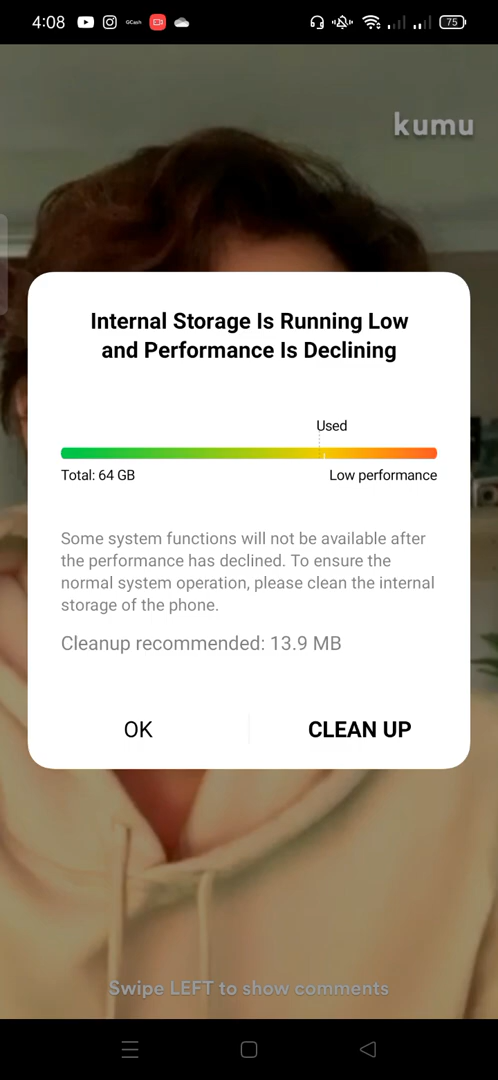 4:08
GCash
75
kumu
Internal Storage Is Running Low
and Performance Is Declining
Used
Total: 64 GB
Low performance
Some system functions will not be available after
the performance has declined. To ensure the
normal system operation, please clean the internal
storage of the phone.
Cleanup recommended: 13.9 MB
OK
CLEAN UP
Swipe LEFT to show comments